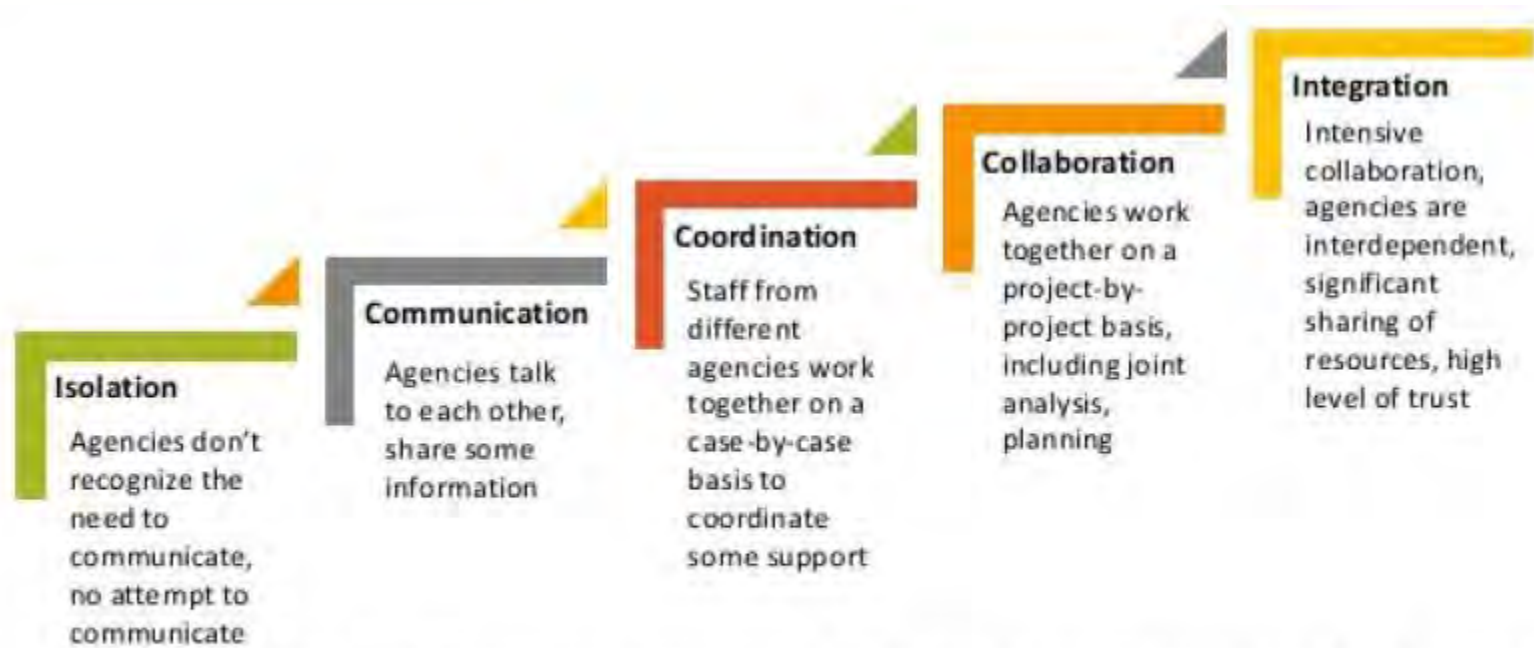 Isolation
Agencies don't
recognize the
need to
communicate,
no attempt to
communicate
Communication
Agencies talk
to each other,
share some
information
Coordination
Staff from
different
agencies work
together on a
case-by-case
basis to
coordinate
some support
Collaboration
Agencies work
together on a
project-by-
project basis,
including joint
analysis,
planning
Integration
Intensive
collaboration,
agencies are
interdependent,
significant
sharing of
resources, high
level of trust